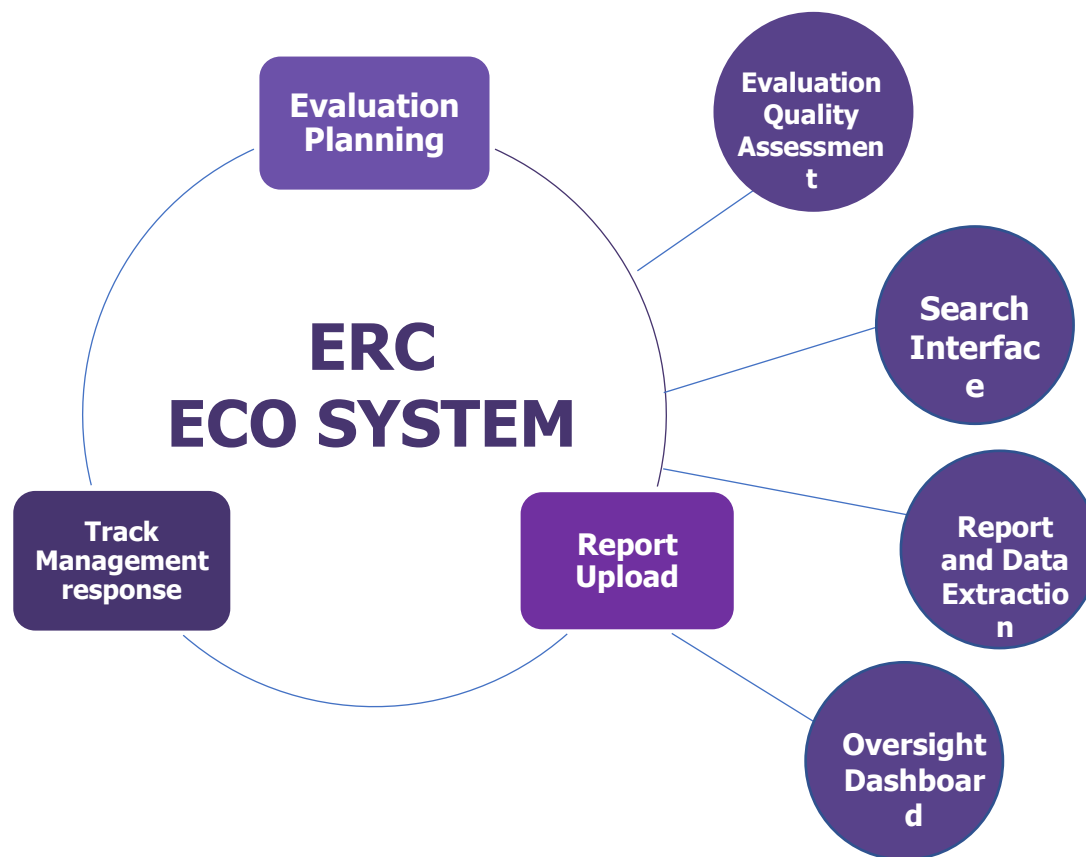 Evaluation
Planning
Evaluation
Quality
Assessmen
t
ERC
ECO SYSTEM
Search
Interfac
e
Track
Management
response
Report
Upload
Report
and Data
Extractio
n
Oversight
Dashboar
d